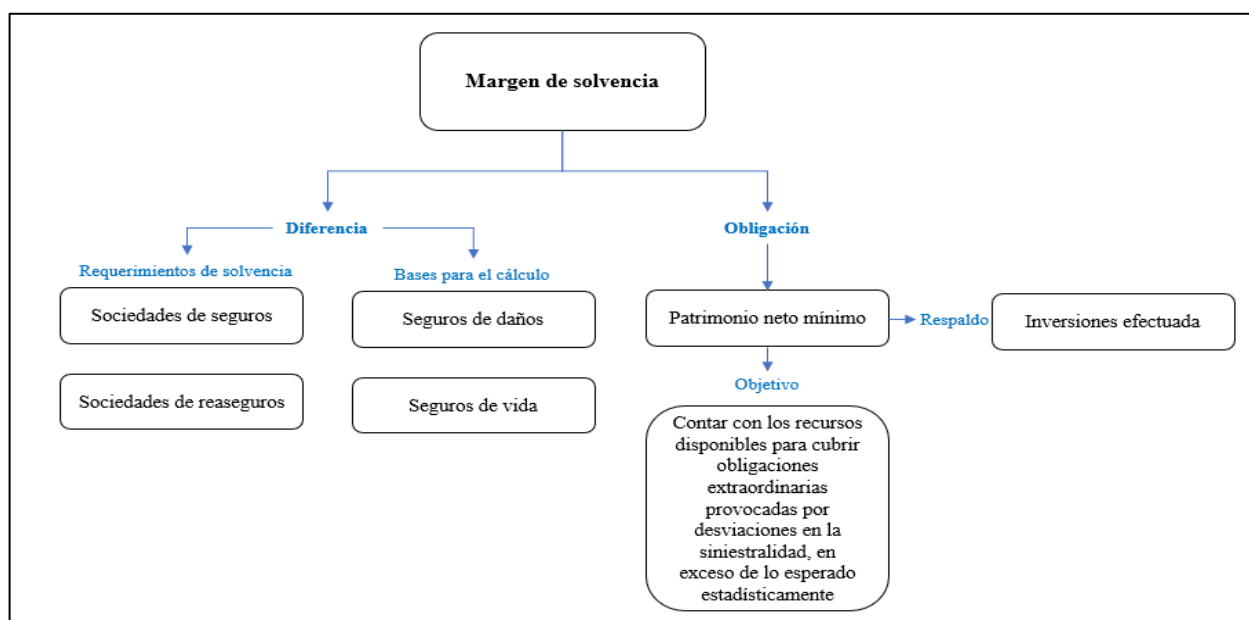 Margen de solvencia
Diferencia
Obligación
Requerimientos de solvencia
Bases para el cálculo
Sociedades de seguros
Seguros de daños
Patrimonio neto mínimo
Respaldo
Inversiones efectuada
Sociedades de reaseguros
Seguros de vida
Objetivo
Contar con los recursos
disponibles para cubrir
obligaciones
extraordinarias
provocadas por
desviaciones en la
siniestralidad, en
exceso de lo esperado
estadísticamente